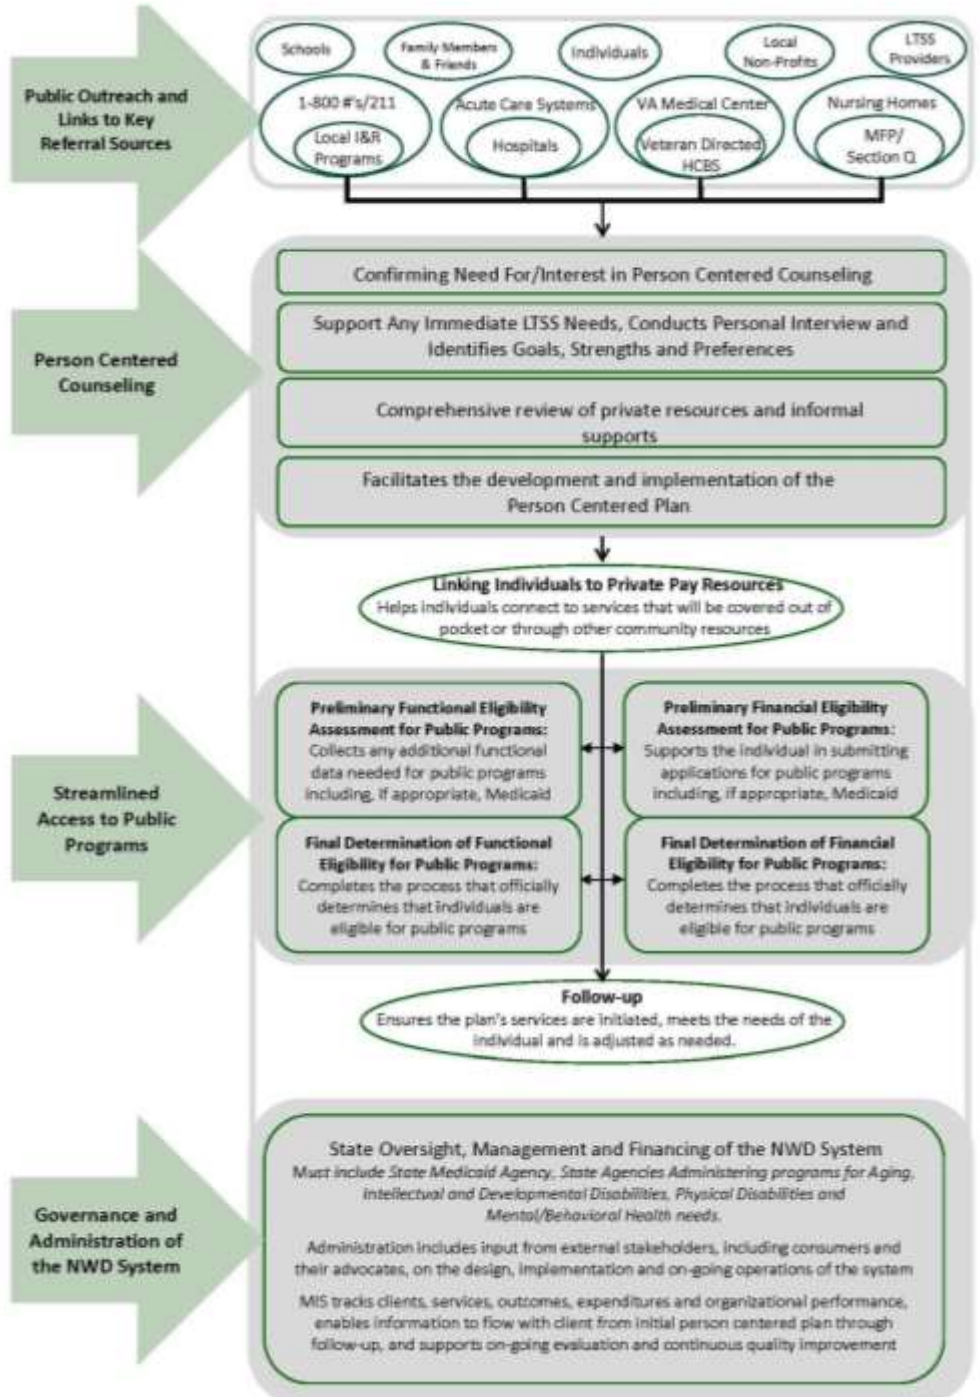 Public Outreach and
Links to Key
Referral Sources
Schools
Family Members
& Friends
Individuals
Local
Non-Profits
LTSS
Providers
1-800 #'s/211
Local I&R
Programs
Acute Care Systems
Hospitals
VA Medical Center
Veteran Directed
HCBS
Nursing Homes
MFP/
Section Q
Person Centered
Counseling
Confirming Need For/Interest in Person Centered Counseling
Support Any Immediate LTSS Needs, Conducts Personal Interview and
Identifies Goals, Strengths and Preferences
Comprehensive review of private resources and informal
supports
Facilitates the development and implementation of the
Person Centered Plan
Linking Individuals to Private Pay Resources
Helps individuals connect to services that will be covered out of
pocket or through other community resources
Streamlined
Access to Public
Programs
Preliminary Functional Eligibility
Assessment for Public Programs:
Collects any additional functional
data needed for public programs
including, if appropriate, Medicaid
Preliminary Financial Eligibility
Assessment for Public Programs:
Supports the individual in submitting
applications for public programs
including, if appropriate, Medicaid
Final Determination of Functional
Eligibility for Public Programs:
Completes the process that officially
determines that individuals are
eligible for public programs
Final Determination of Financial
Eligibility for Public Programs:
Completes the process that officially
determines that individuals are
eligible for public programs
Follow-up
Ensures the plan's services are initiated, meets the needs of the
individual and is adjusted as needed.
Governance and
Administration of
the NWD System
State Oversight, Management and Financing of the NWD System
Must include State Medicaid Agency, State Agencies Administering programs for Aging,
Intellectual and Developmental Disabilities, Physical Disabilities and
Mental/Behavioral Health needs.
Administration includes input from external stakeholders, including consumers and
their advocates, on the design, implementation and on-going operations of the system
MIS tracks clients, services, outcomes, expenditures and organizational performance,
enables information to flow with client from initial person centered plan through
follow-up, and supports on-going evaluation and continuous quality improvement